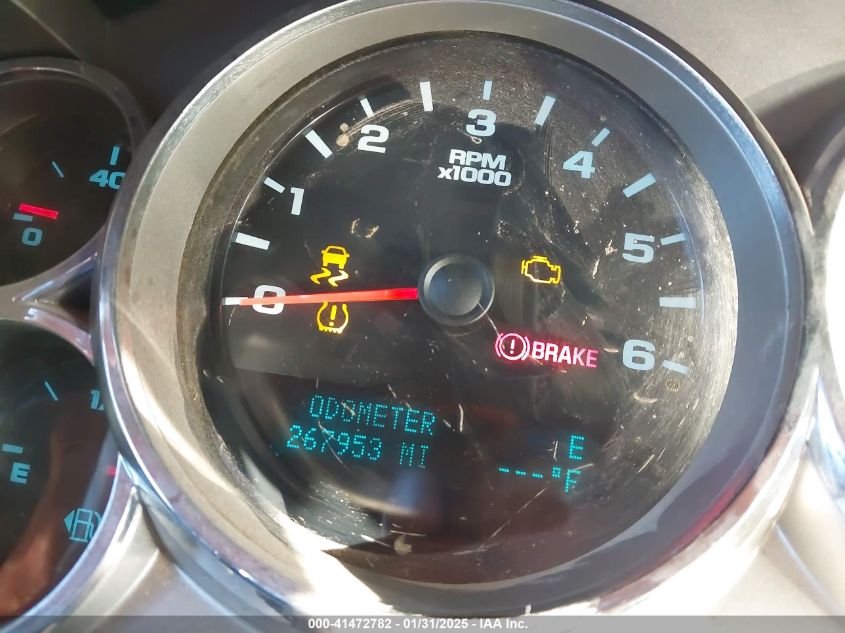 3
2
4
RPM
x1000
40
1
5
0
0
6
BRAKE
ODOMETER
267953 MI
E
---°F
E
000-41472782 - 01/31/2025 - IAA Inc.